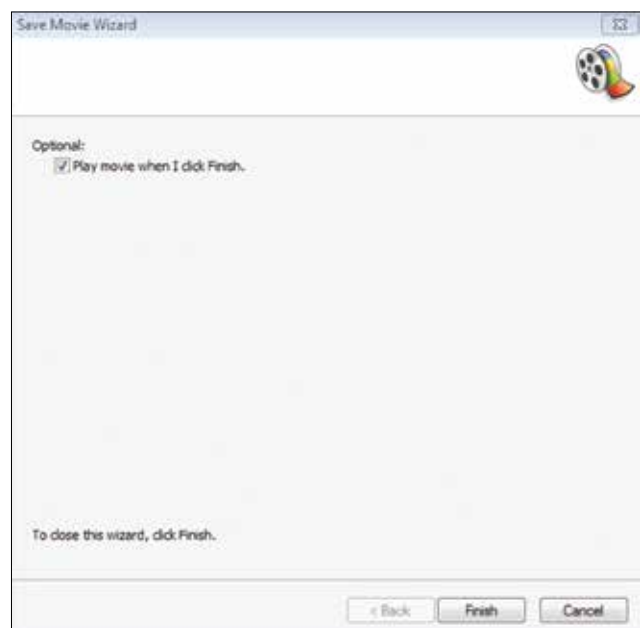 Save Movie Wizard
Optional:
Play movie when I click Finish.
To close this wizard, click Finish.
< Back
Finish
Cancel